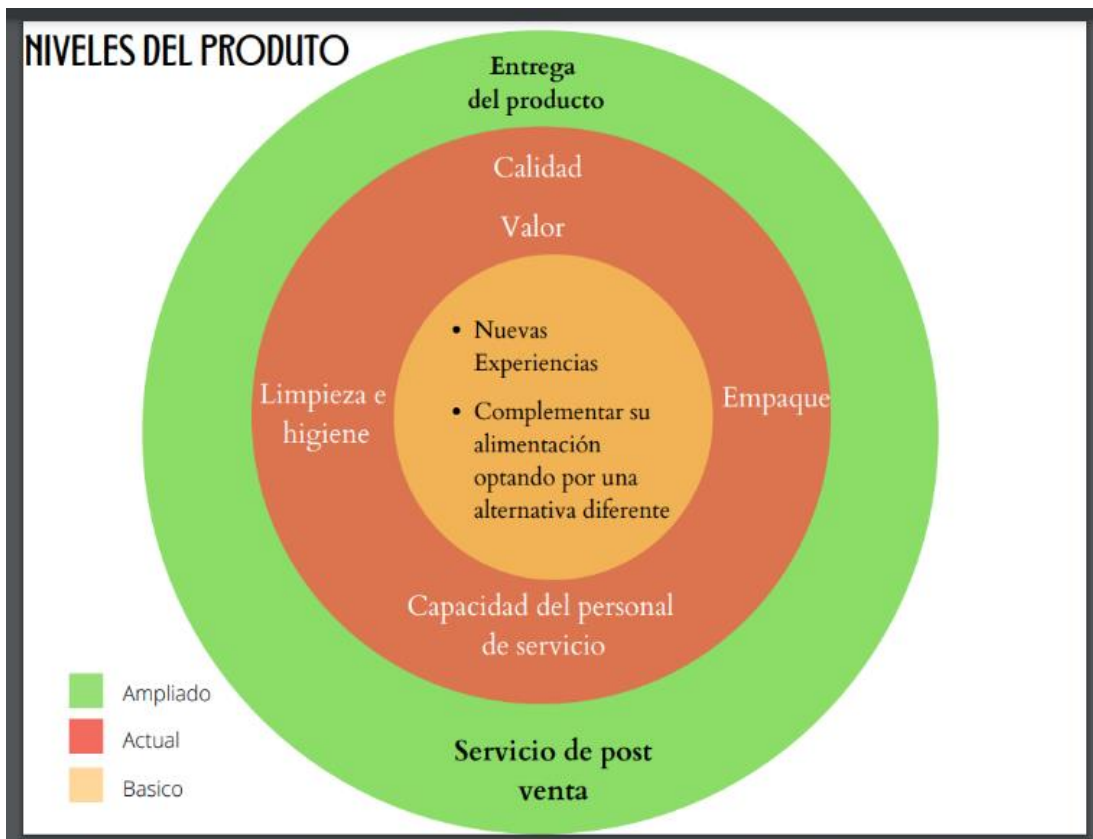 NIVELES DEL PRODUTO
Entrega
del producto
Calidad
Valor
• Nuevas
Experiencias
• Complementar su
alimentación
optando por una
alternativa diferente
Limpieza e
higiene
Empaque
Capacidad del personal
de servicio
Servicio de post
venta
Ampliado
Actual
Basico